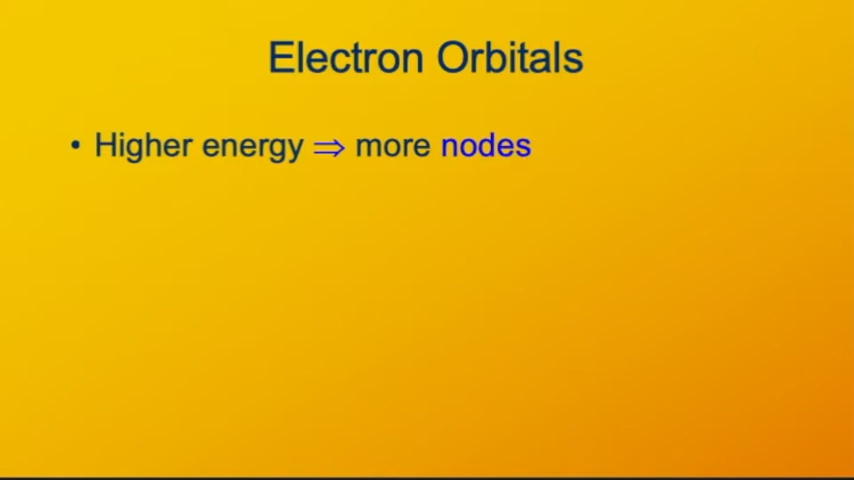 Electron Orbitals
• Higher energy ⇒ more nodes